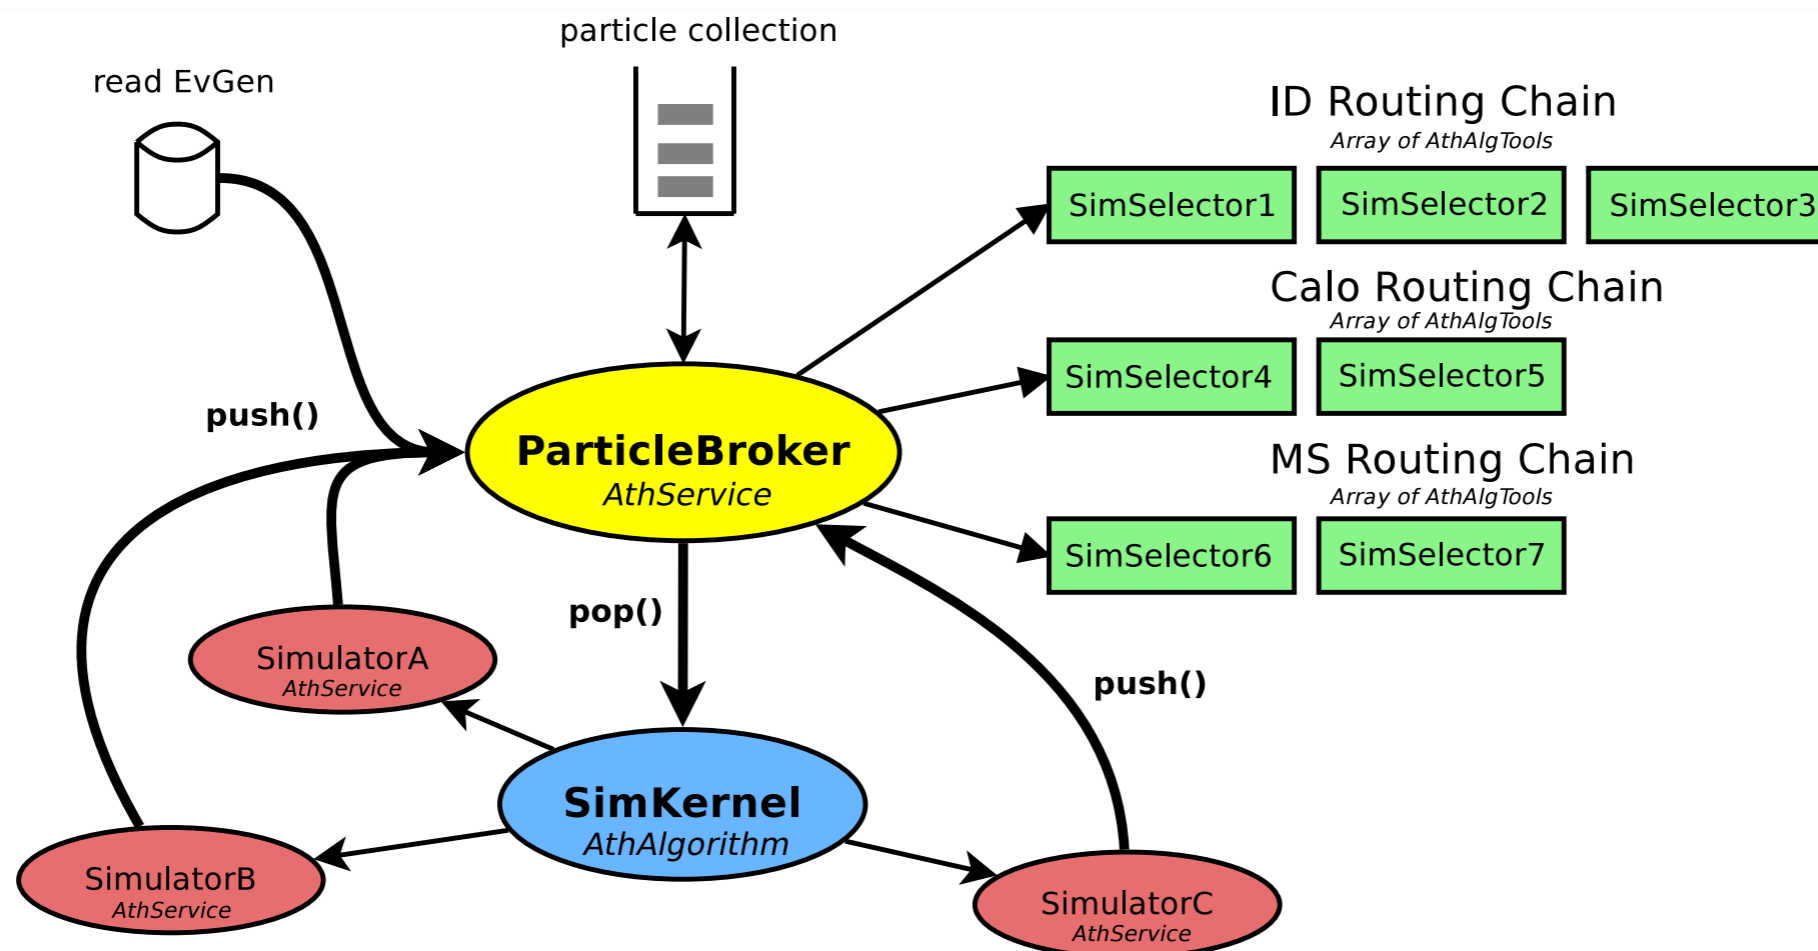 particle collection
read EvGen
ID Routing Chain
Array of AthAlgTools
SimSelector1
SimSelector2
SimSelector3
Calo Routing Chain
Array of AthAlgTools
SimSelector4
SimSelector5
push()
ParticleBroker
AthService
MS Routing Chain
Array of AthAlgTools
SimSelector6
SimSelector7
pop()
SimulatorA
AthService
push()
SimKernel
AthAlgorithm
SimulatorB
AthService
SimulatorC
AthService